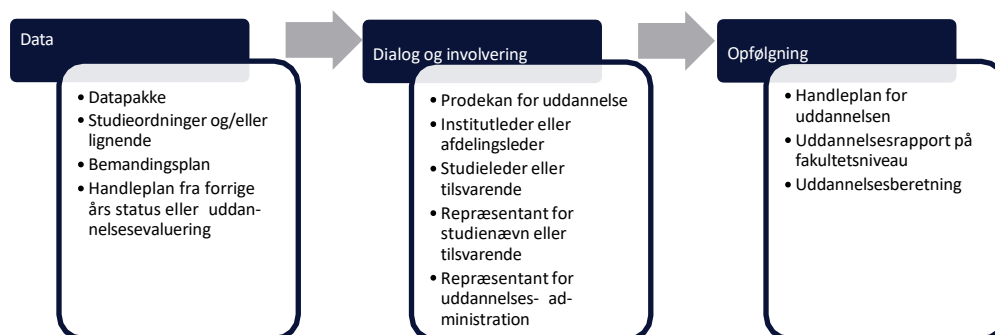 Data
• Datapakke
• Studieordninger og/eller
lignende
• Bemandingsplan
• Handleplan fra forrige
års status eller uddan-
nelsesevaluering
Dialog og involvering
• Prodekan for uddannelse
• Institutleder eller
afdelingsleder
• Studieleder eller
tilsvarende
• Repræsentant for
studienævn eller
tilsvarende
• Repræsentant for
uddannelses- ad-
ministration
Opfølgning
• Handleplan for
uddannelsen
• Uddannelsesrapport på
fakultetsniveau
• Uddannelsesberetning